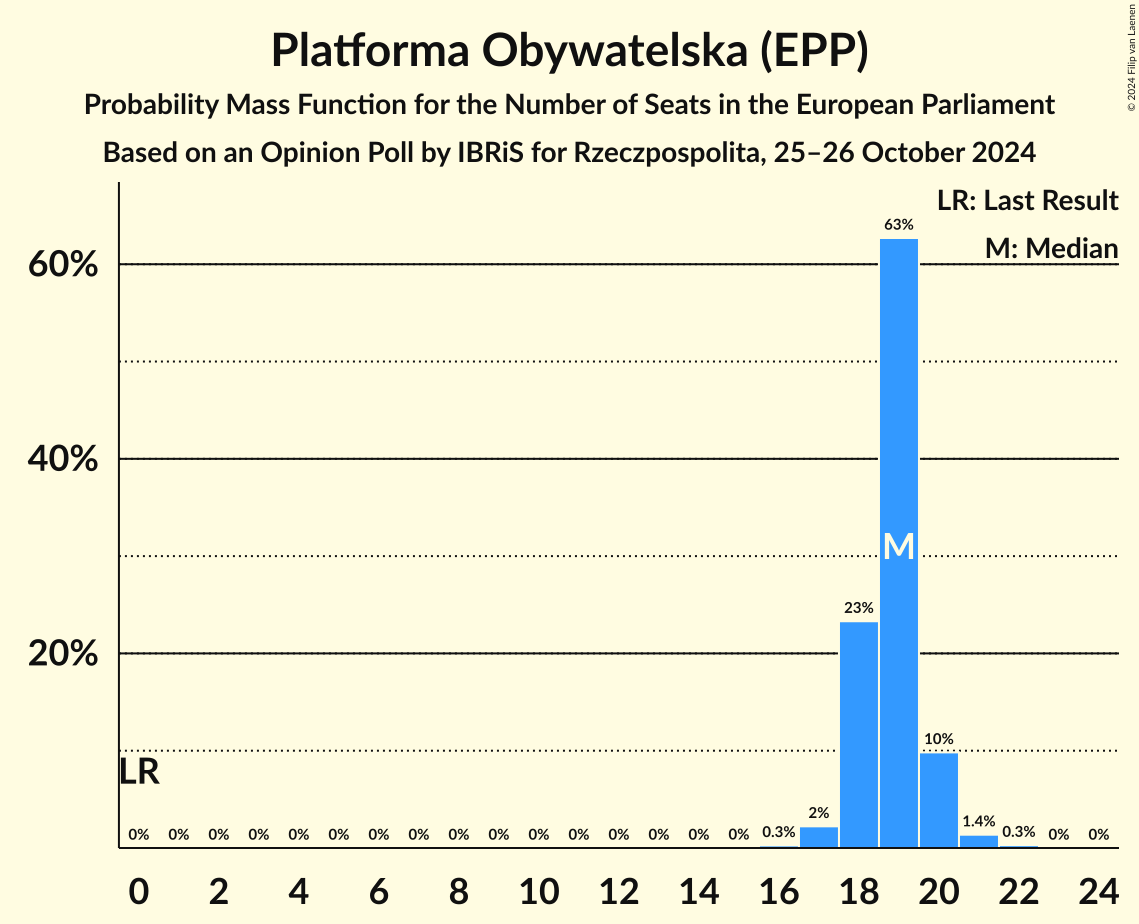 Platforma Obywatelska (EPP)
Probability Mass Function for the Number of Seats in the European Parliament
Based on an Opinion Poll by IBRiS for Rzeczpospolita, 25–26 October 2024
© 2024 Filip van Laenen
LR: Last Result
M: Median
60%
40%
20%
63%
M
23%
10%
LR
0% 0% 0% 0% 0% 0% 0% 0% 0% 0% 0% 0% 0% 0% 0% 0% 0.3% 2% 1.4% 0.3% 0% 0%
0 2 4 6 8 10 12 14 16 18 20 22 24